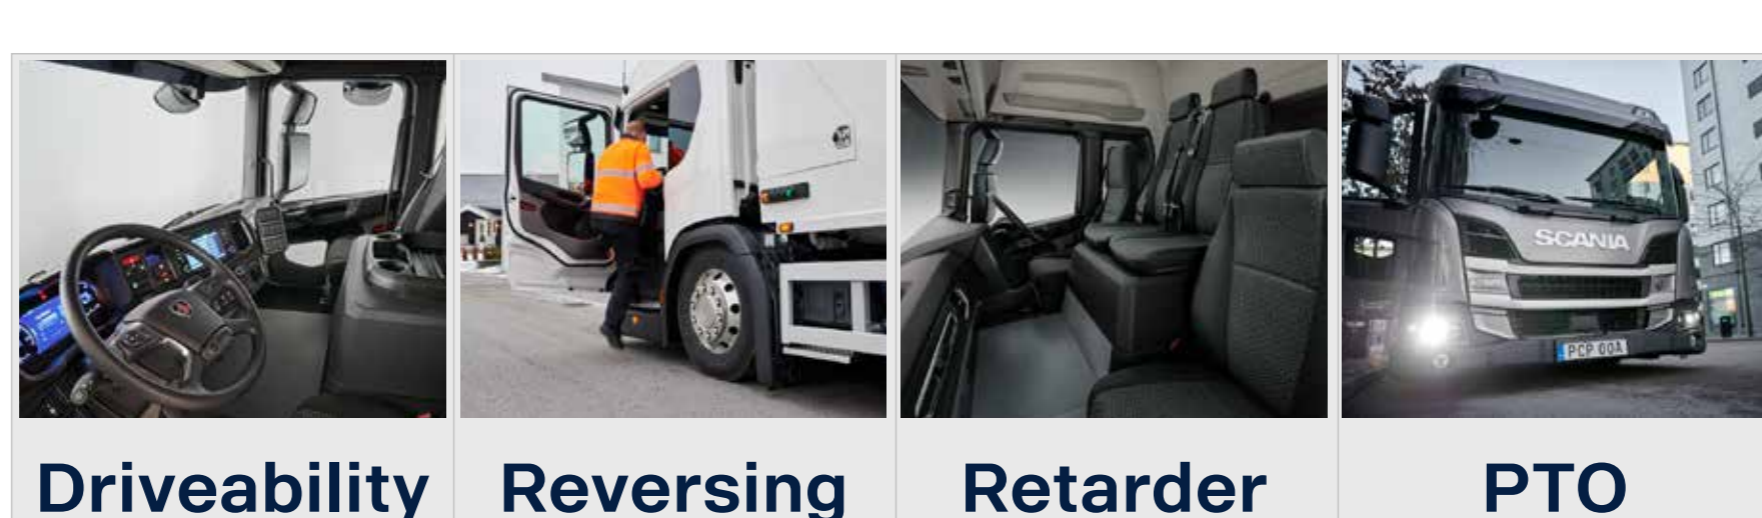 SCANIA
PCP 00A
Driveability
Reversing
Retarder
PTO